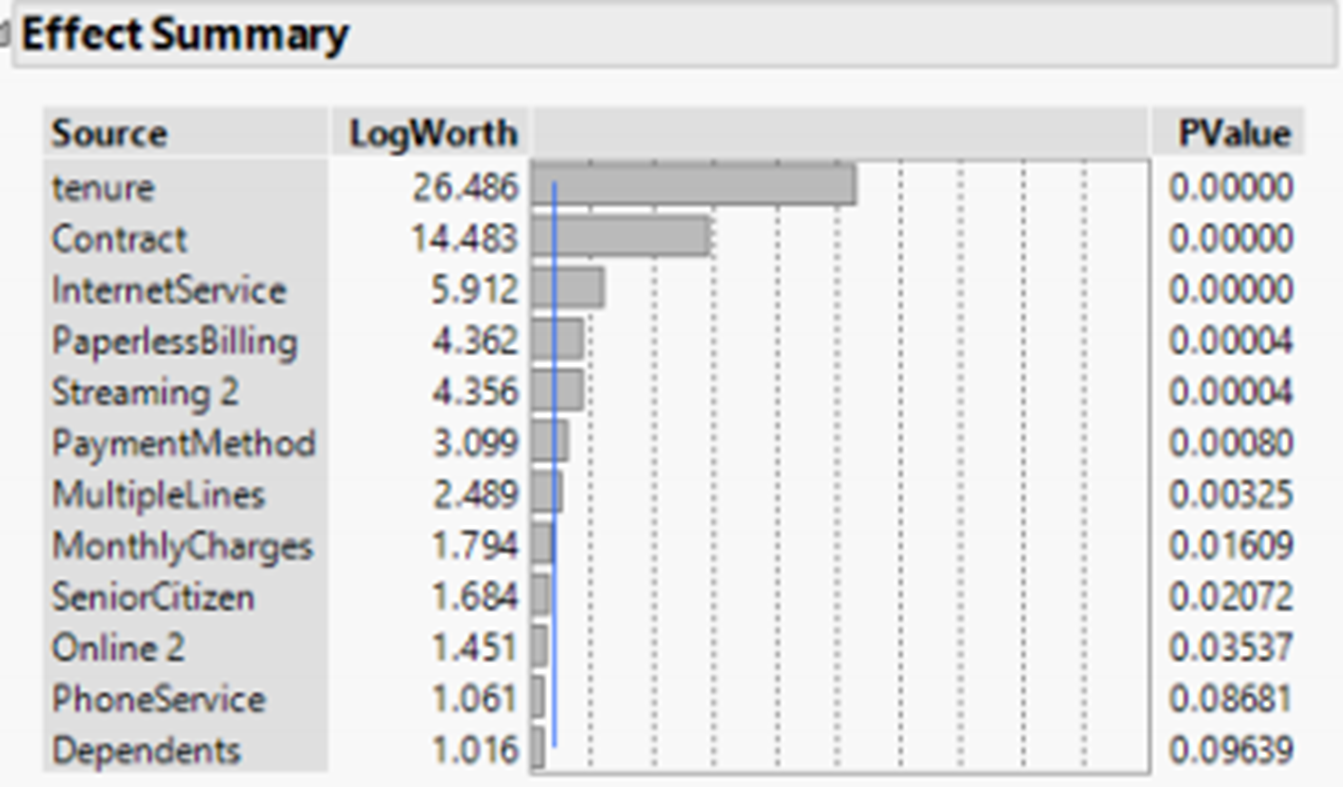 Effect Summary
Source LogWorth PValue
tenure 26.486 0.00000
Contract 14.483 0.00000
InternetService 5.912 0.00000
PaperlessBilling 4.362 0.00004
Streaming 2 4.356 0.00004
PaymentMethod 3.099 0.00080
MultipleLines 2.489 0.00325
MonthlyCharges 1.794 0.01609
SeniorCitizen 1.684 0.02072
Online 2 1.451 0.03537
PhoneService 1.061 0.08681
Dependents 1.016 0.09639